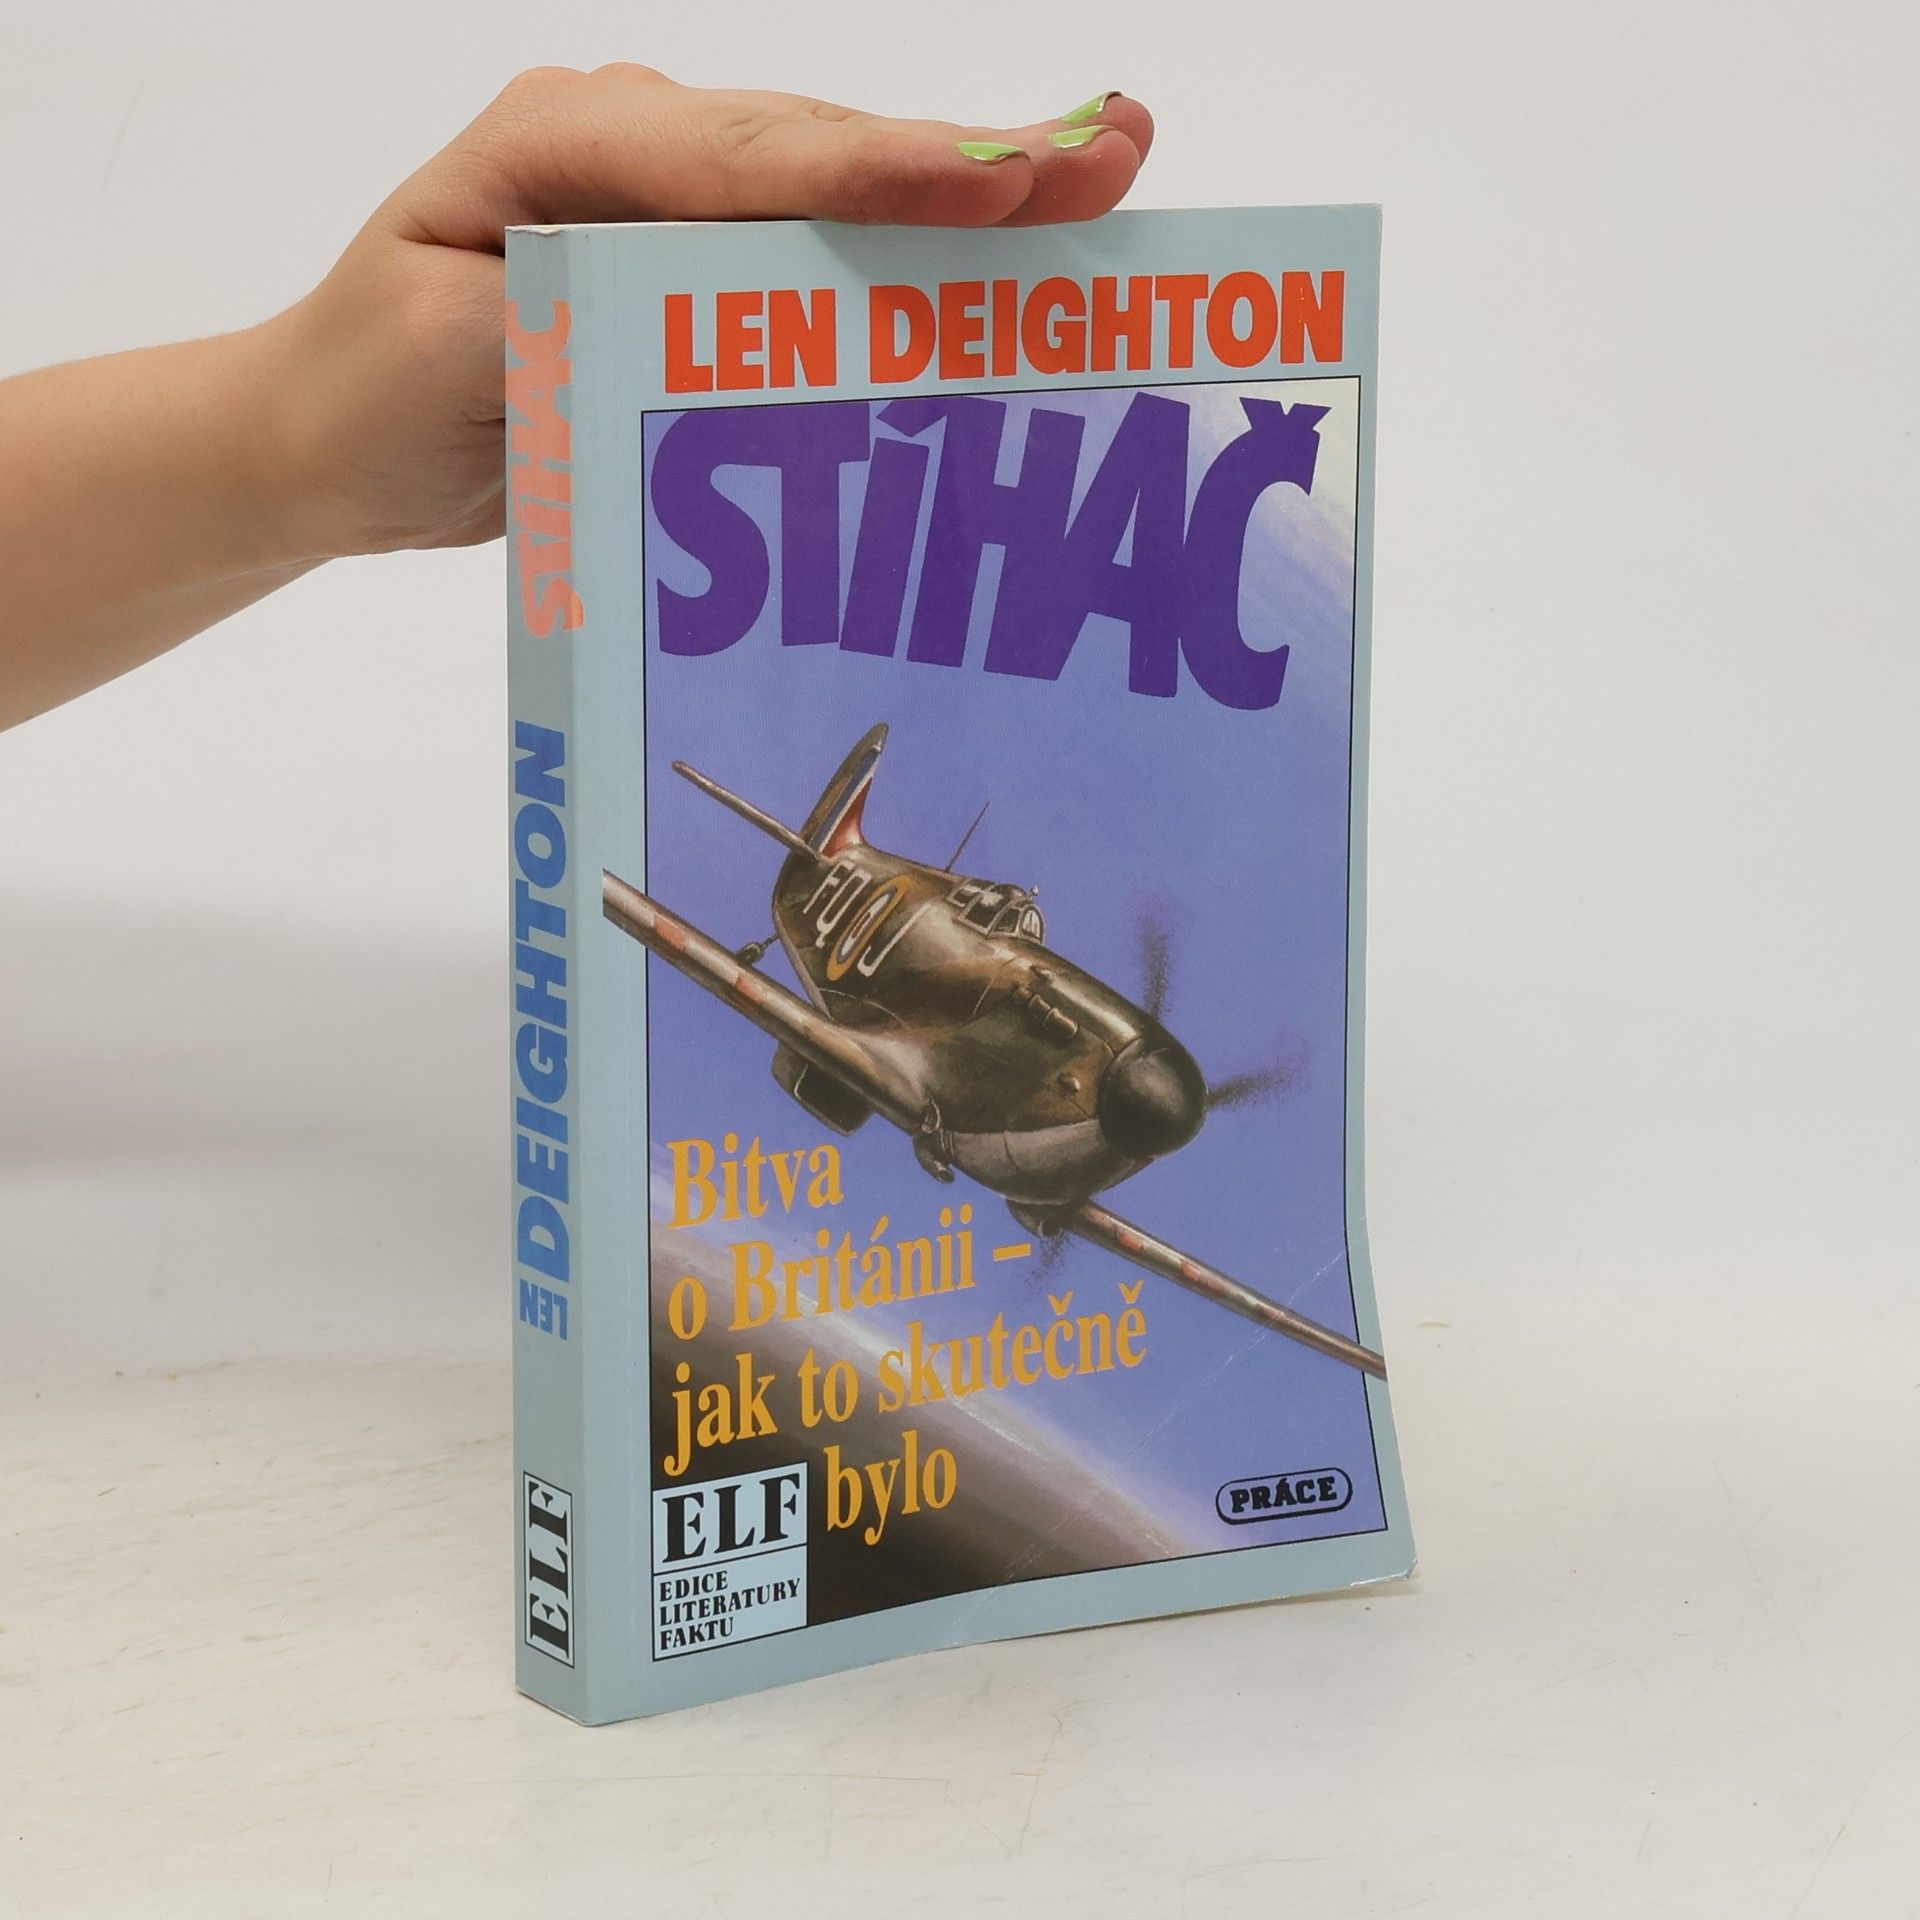 LEN DEIGHTON
STÍHAČ
FQ J
Bitva
o Británii –
jak to skutečně
bylo
ELF
EDICE
LITERATURY
FAKTU
PRÁCE
STÍHAČ
LEN DEIGHTON
ELF